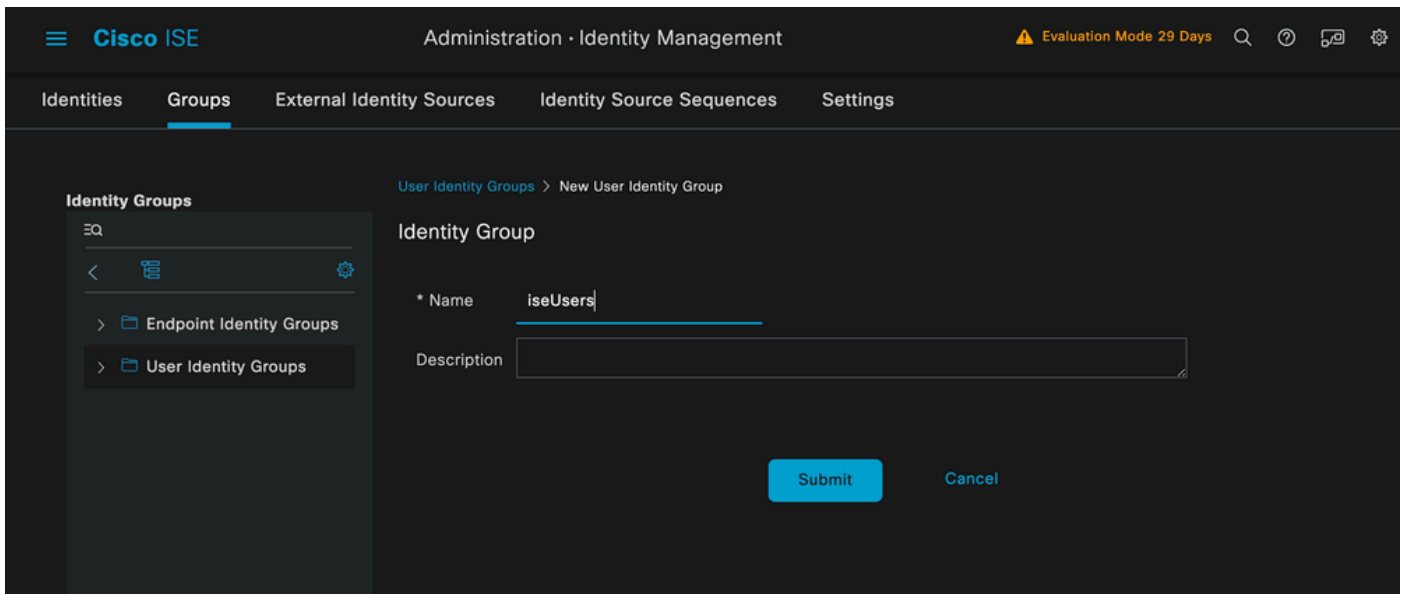 Cisco ISE
Administration · Identity Management
Evaluation Mode 29 Days
Identities
Groups
External Identity Sources
Identity Source Sequences
Settings
Identity Groups
Endpoint Identity Groups
User Identity Groups
User Identity Groups > New User Identity Group
Identity Group
* Name
iseUsers
Description
Submit
Cancel